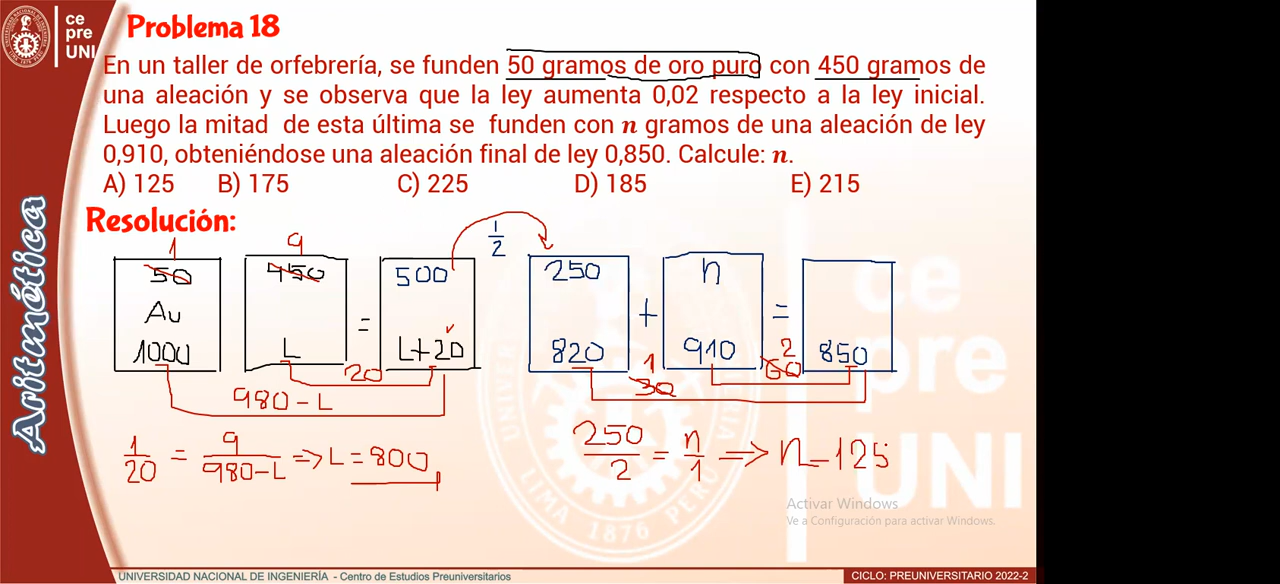 ce
pre
UNI
Problema 18
En un taller de orfebrería, se funden 50 gramos de oro puro con 450 gramos de
una aleación y se observa que la ley aumenta 0,02 respecto a la ley inicial.
Luego la mitad de esta última se funden con n gramos de una aleación de ley
0,910, obteniéndose una aleación final de ley 0,850. Calcule: n.
A) 125 B) 175 C) 225 D) 185 E) 215
Resolución:
Aritmética
1 9 1/2
50 450 500 250 n
Au = + =
1000 L L+20 820 910 850
20 1 30 2 60
980-L
1/20 = 9/980-L => L=800 250/2 = n/1 => n=125
ce
pre
UNI
UNIVERSIDAD
LIMA 1876 PERÚ
Activar Windows
Ve a Configuración para activar Windows.
UNIVERSIDAD NACIONAL DE INGENIERÍA - Centro de Estudios Preuniversitarios
CICLO: PREUNIVERSITARIO 2022-2